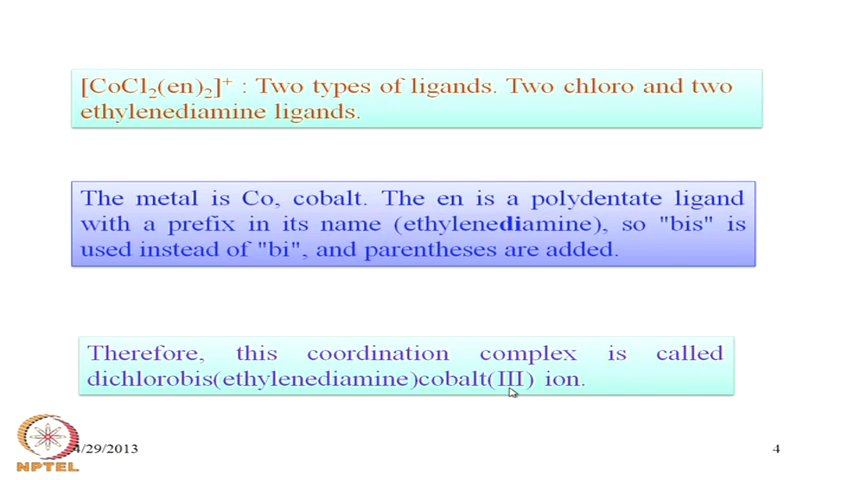 [CoCl2(en)2]+ : Two types of ligands. Two chloro and two
ethylenediamine ligands.
The metal is Co, cobalt. The en is a polydentate ligand
with a prefix in its name (ethylenediamine), so "bis" is
used instead of "bi", and parentheses are added.
Therefore, this coordination complex is called
dichlorobis(ethylenediamine)cobalt(III) ion.
4/29/2013
4
NPTEL